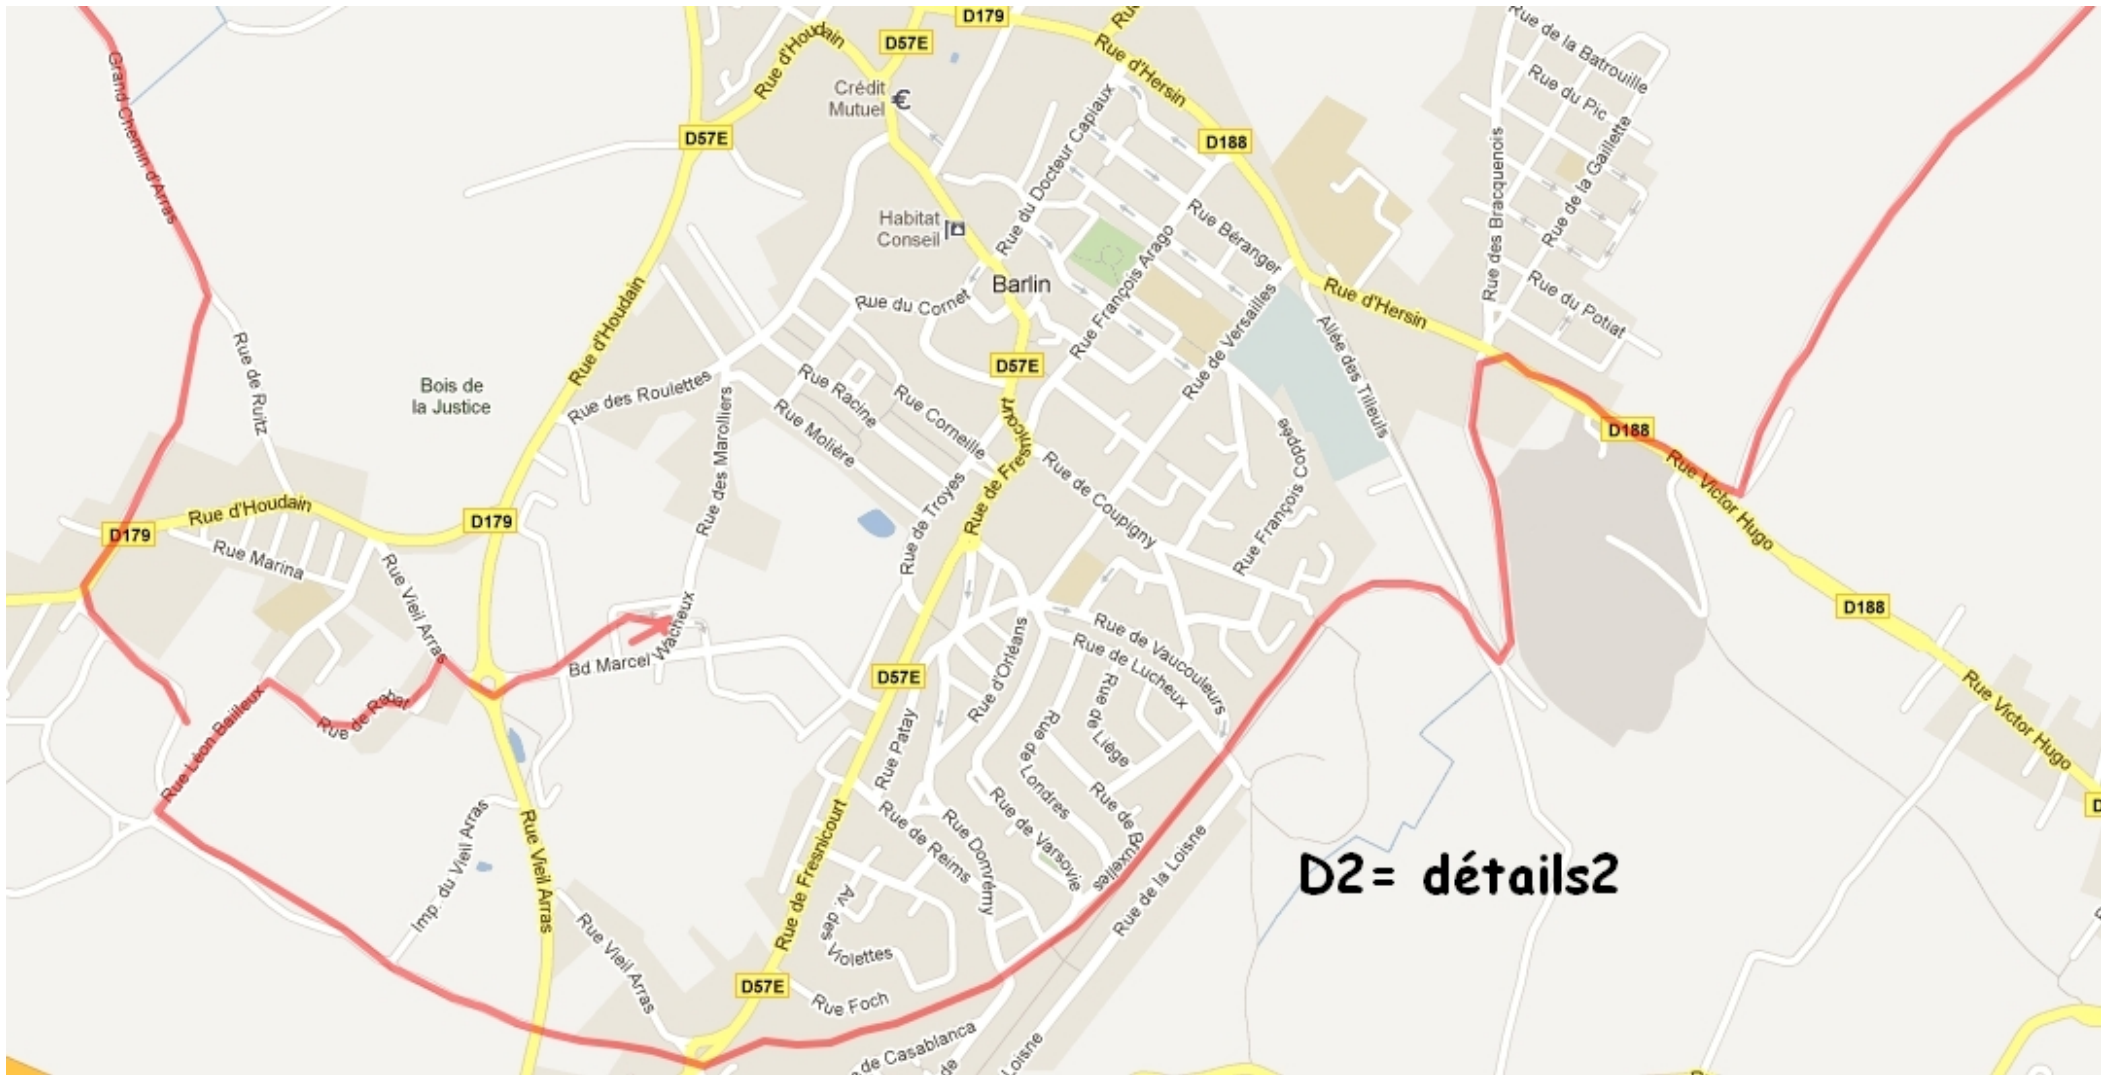 D179
Rue
Rue de la Batrouille
Rue d'Houdain
D57E
Rue d'Hersin
Grand Chemin d'Arras
Crédit
Mutuel
€
Rue du Pic
D57E
D188
Rue du Docteur Capiaux
Rue des Bracquenois
Rue de la Gaillette
Habitat
Conseil
Rue Béranger
Rue François Arago
Barlin
Rue du Cornet
Rue d'Houdain
Rue d'Hersin
Rue du Potiat
Rue de Ruitz
Rue de Versailles
Allée des Tilleuls
D57E
Bois de
la Justice
Rue des Roulettes
Rue Racine
Rue Corneille
Rue Molière
Rue des Marolliers
Rue de Fresnicourt
D188
Rue François Coppée
Rue de Coupigny
Rue Victor Hugo
Rue d'Houdain
D179
D179
Rue de Troyes
Rue Marina
Rue Vieil Arras
D188
Bd Marcel Wacheux
Rue d'Orléans
Rue de Vaucouleurs
Rue de Lucheux
D57E
Rue de Liège
Rue de Rabat
Rue Léon Bailleux
Rue Patay
Rue de Londres
Rue Victor Hugo
D
Rue de Bruxelles
Rue de Varsovie
Rue de Reims
Rue Domrémy
Imp. du Vieil Arras
Rue Vieil Arras
Rue de Fresnicourt
Rue de la Loisne
D2= détails2
Av. des Violettes
Rue Vieil Arras
D57E
Rue Foch
de Casablanca
de
Loisne